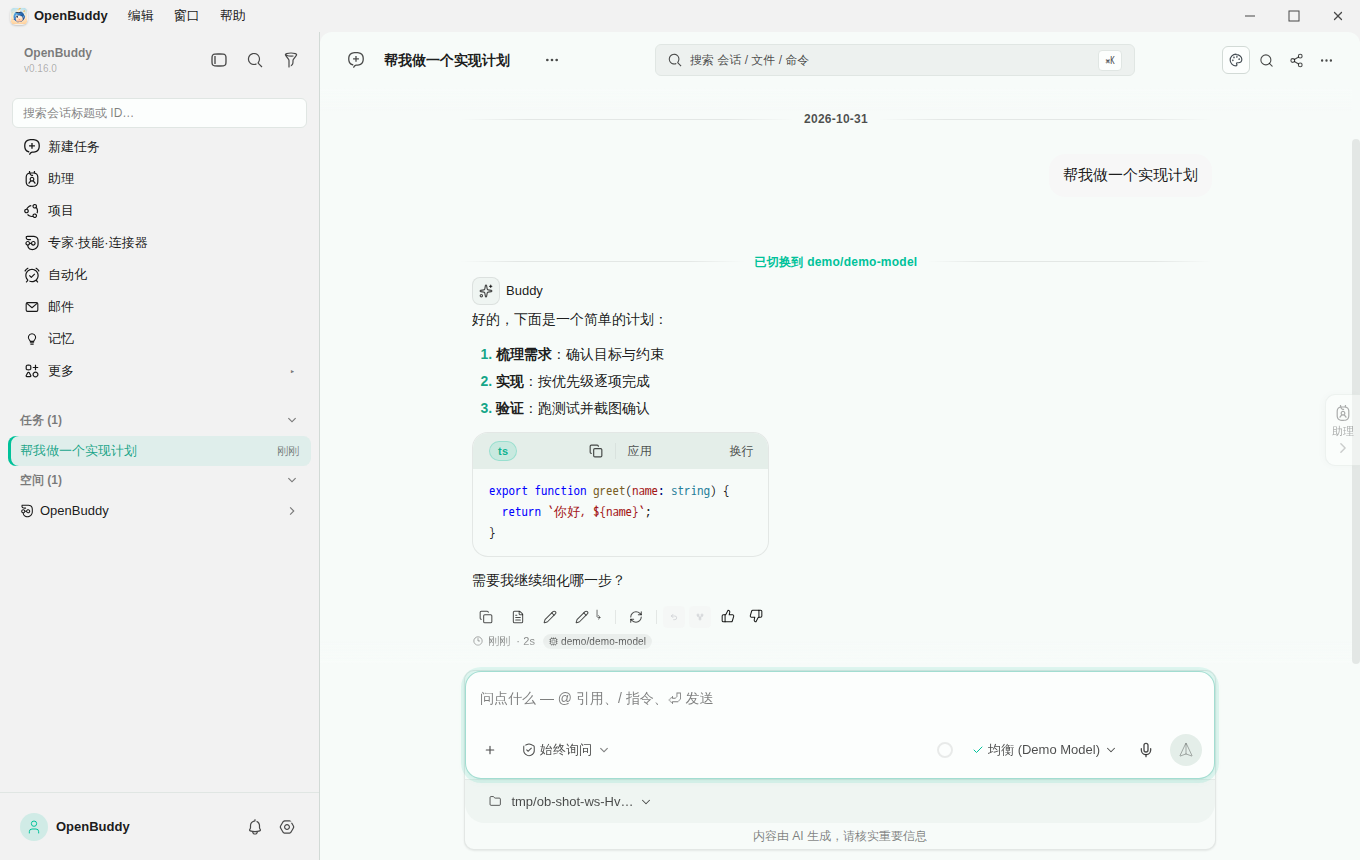 OpenBuddy 编辑 窗口 帮助
OpenBuddy
v0.16.0
搜索会话标题或 ID…
新建任务
助理
项目
专家·技能·连接器
自动化
邮件
记忆
更多
任务 (1)
帮我做一个实现计划 刚刚
空间 (1)
OpenBuddy
OpenBuddy
帮我做一个实现计划
搜索 会话 / 文件 / 命令 ⌘K
2026-10-31
帮我做一个实现计划
已切换到 demo/demo-model
Buddy
好的，下面是一个简单的计划：
1. 梳理需求：确认目标与约束
2. 实现：按优先级逐项完成
3. 验证：跑测试并截图确认
ts 应用 换行
export function greet(name: string) {
return `你好, ${name}`;
}
需要我继续细化哪一步？
刚刚 · 2s demo/demo-model
助理
问点什么 — @ 引用、/ 指令、⏎ 发送
始终询问 均衡 (Demo Model)
tmp/ob-shot-ws-Hv…
内容由 AI 生成，请核实重要信息